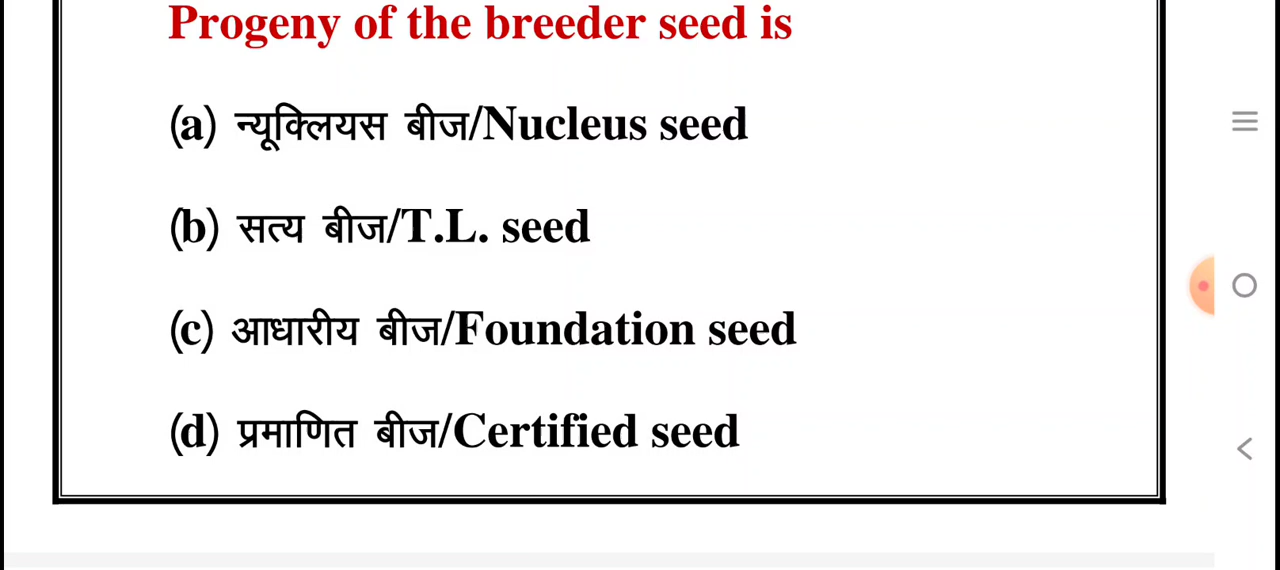 Progeny of the breeder seed is
(a) न्यूक्लियस बीज/Nucleus seed
(b) सत्य बीज/T.L. seed
(c) आधारीय बीज/Foundation seed
(d) प्रमाणित बीज/Certified seed